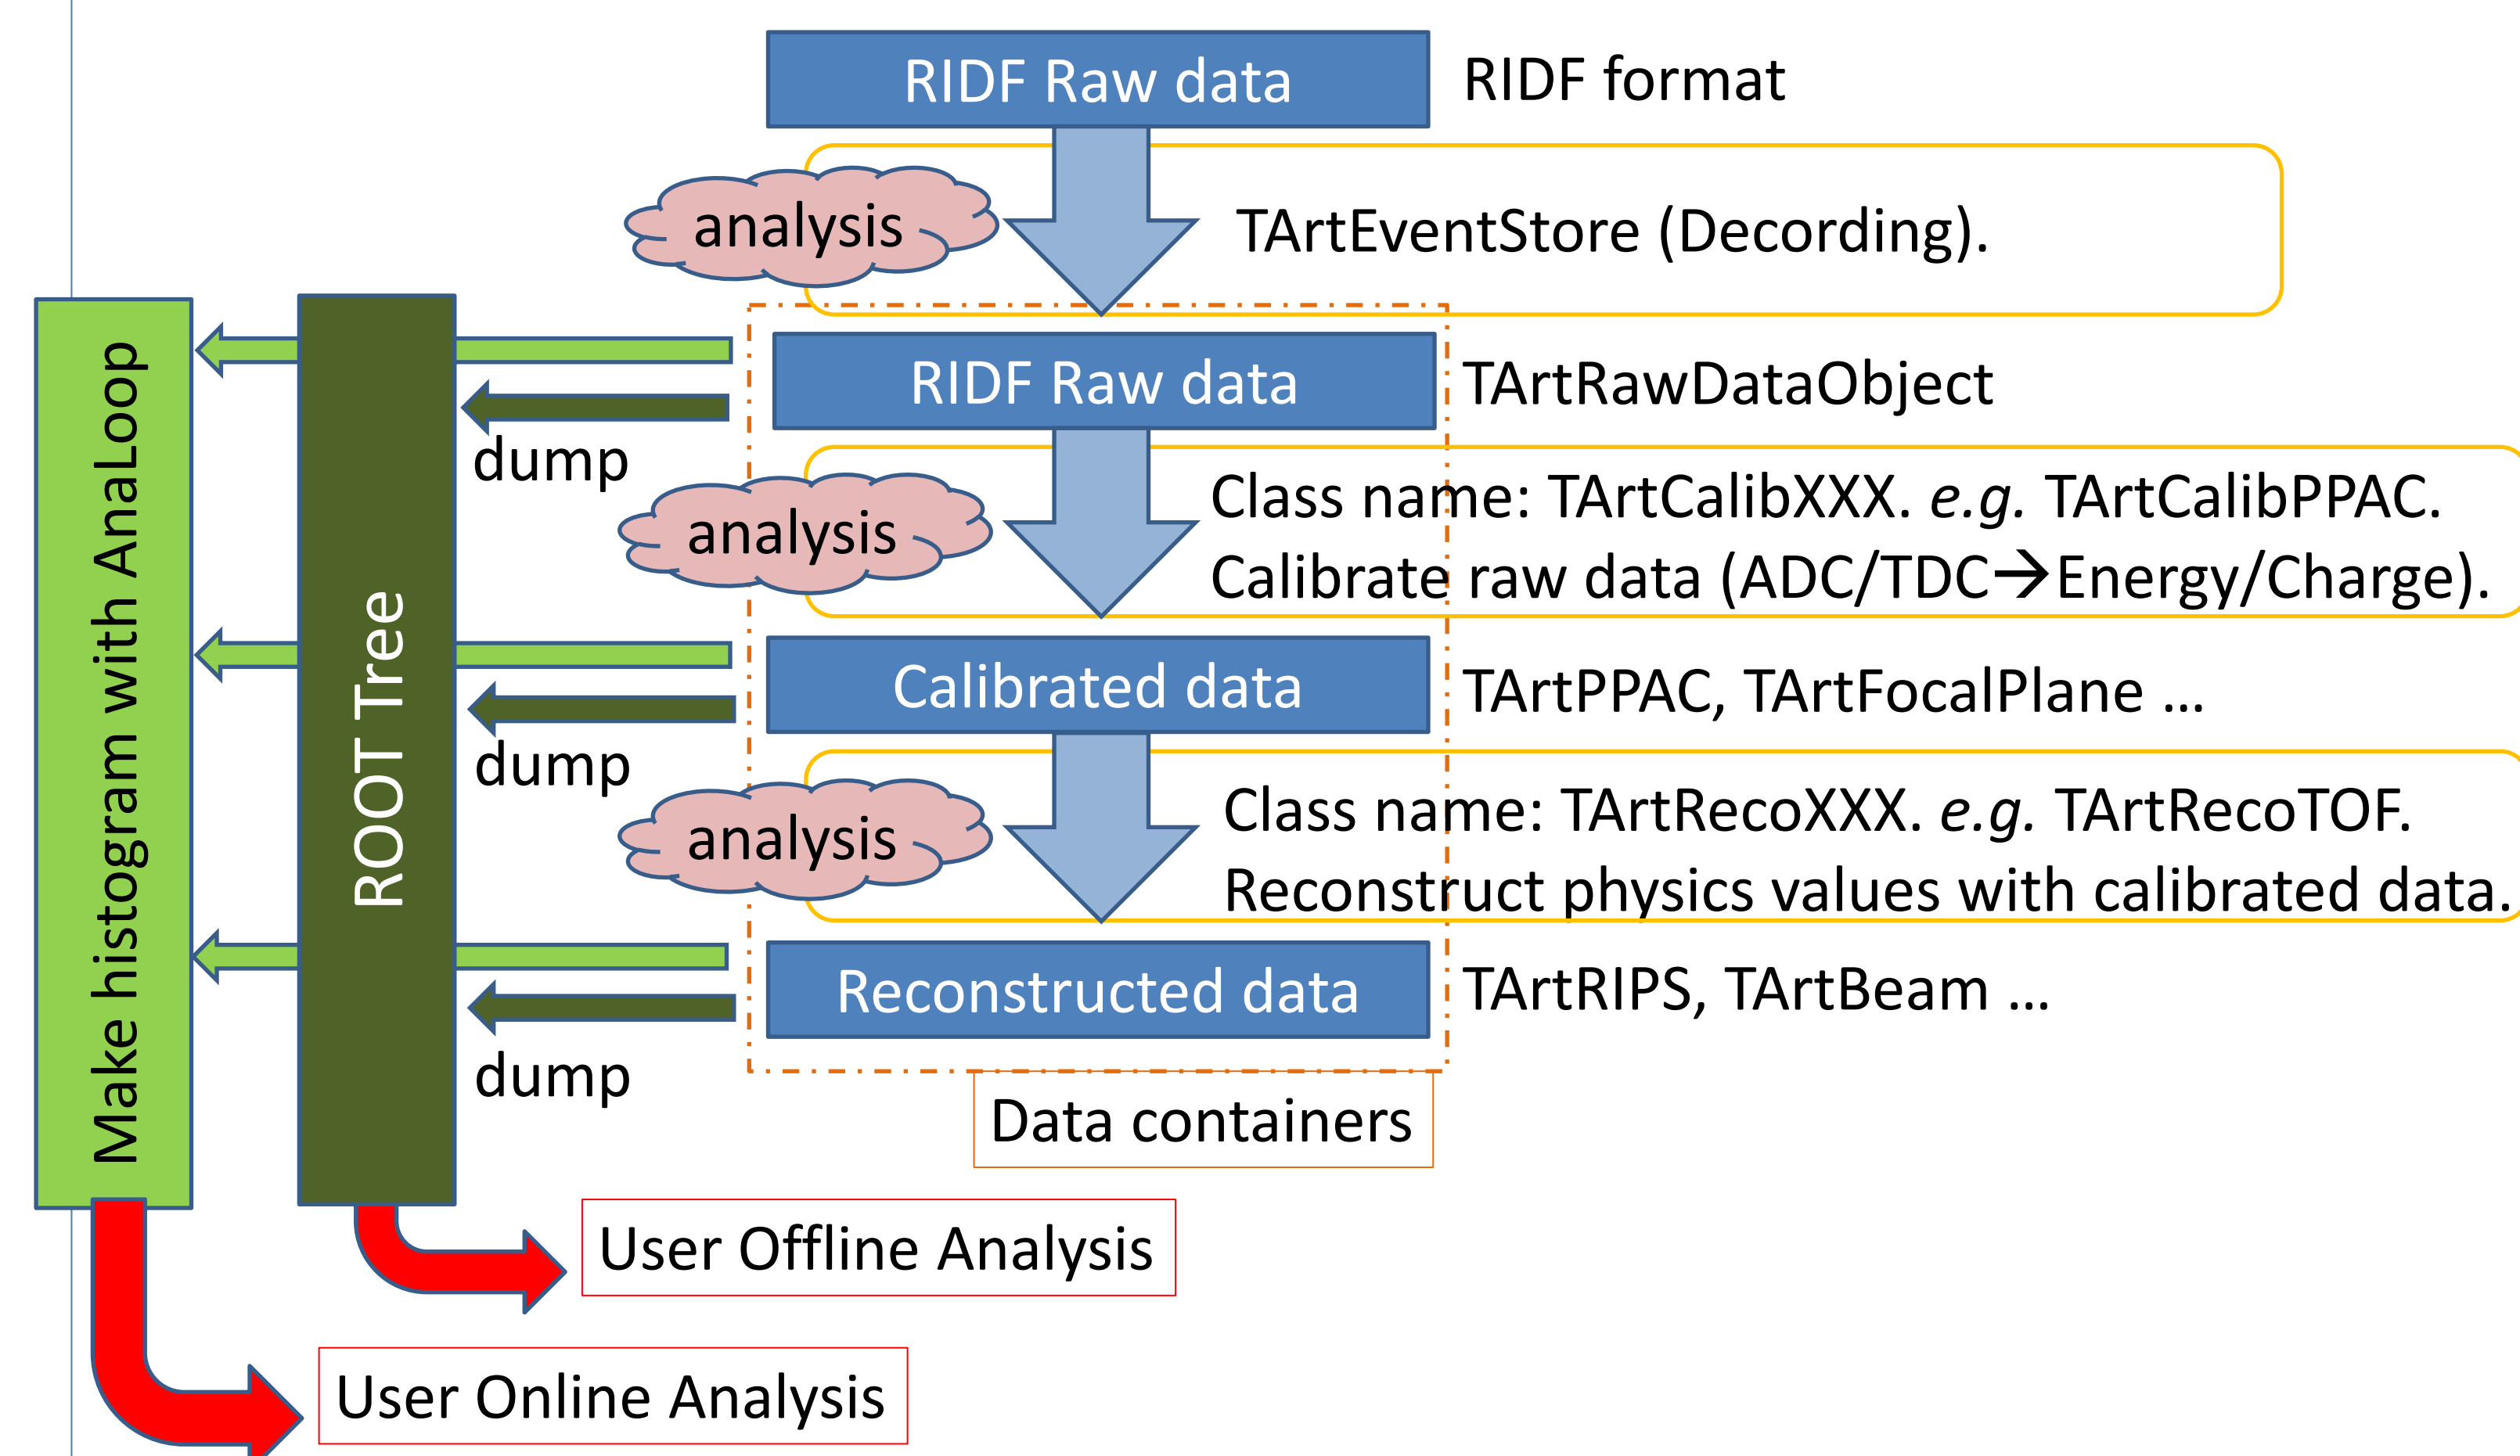 RIDF Raw data
RIDF format
analysis
TArtEventStore (Decording).
RIDF Raw data
TArtRawDataObject
dump
analysis
Class name: TArtCalibXXX. e.g. TArtCalibPPAC.
Calibrate raw data (ADC/TDC→Energy/Charge).
Calibrated data
TArtPPAC, TArtFocalPlane ...
dump
analysis
Class name: TArtRecoXXX. e.g. TArtRecoTOF.
Reconstruct physics values with calibrated data.
Reconstructed data
TArtRIPS, TArtBeam ...
dump
Data containers
Make histogram with AnaLoop
ROOT Tree
User Offline Analysis
User Online Analysis